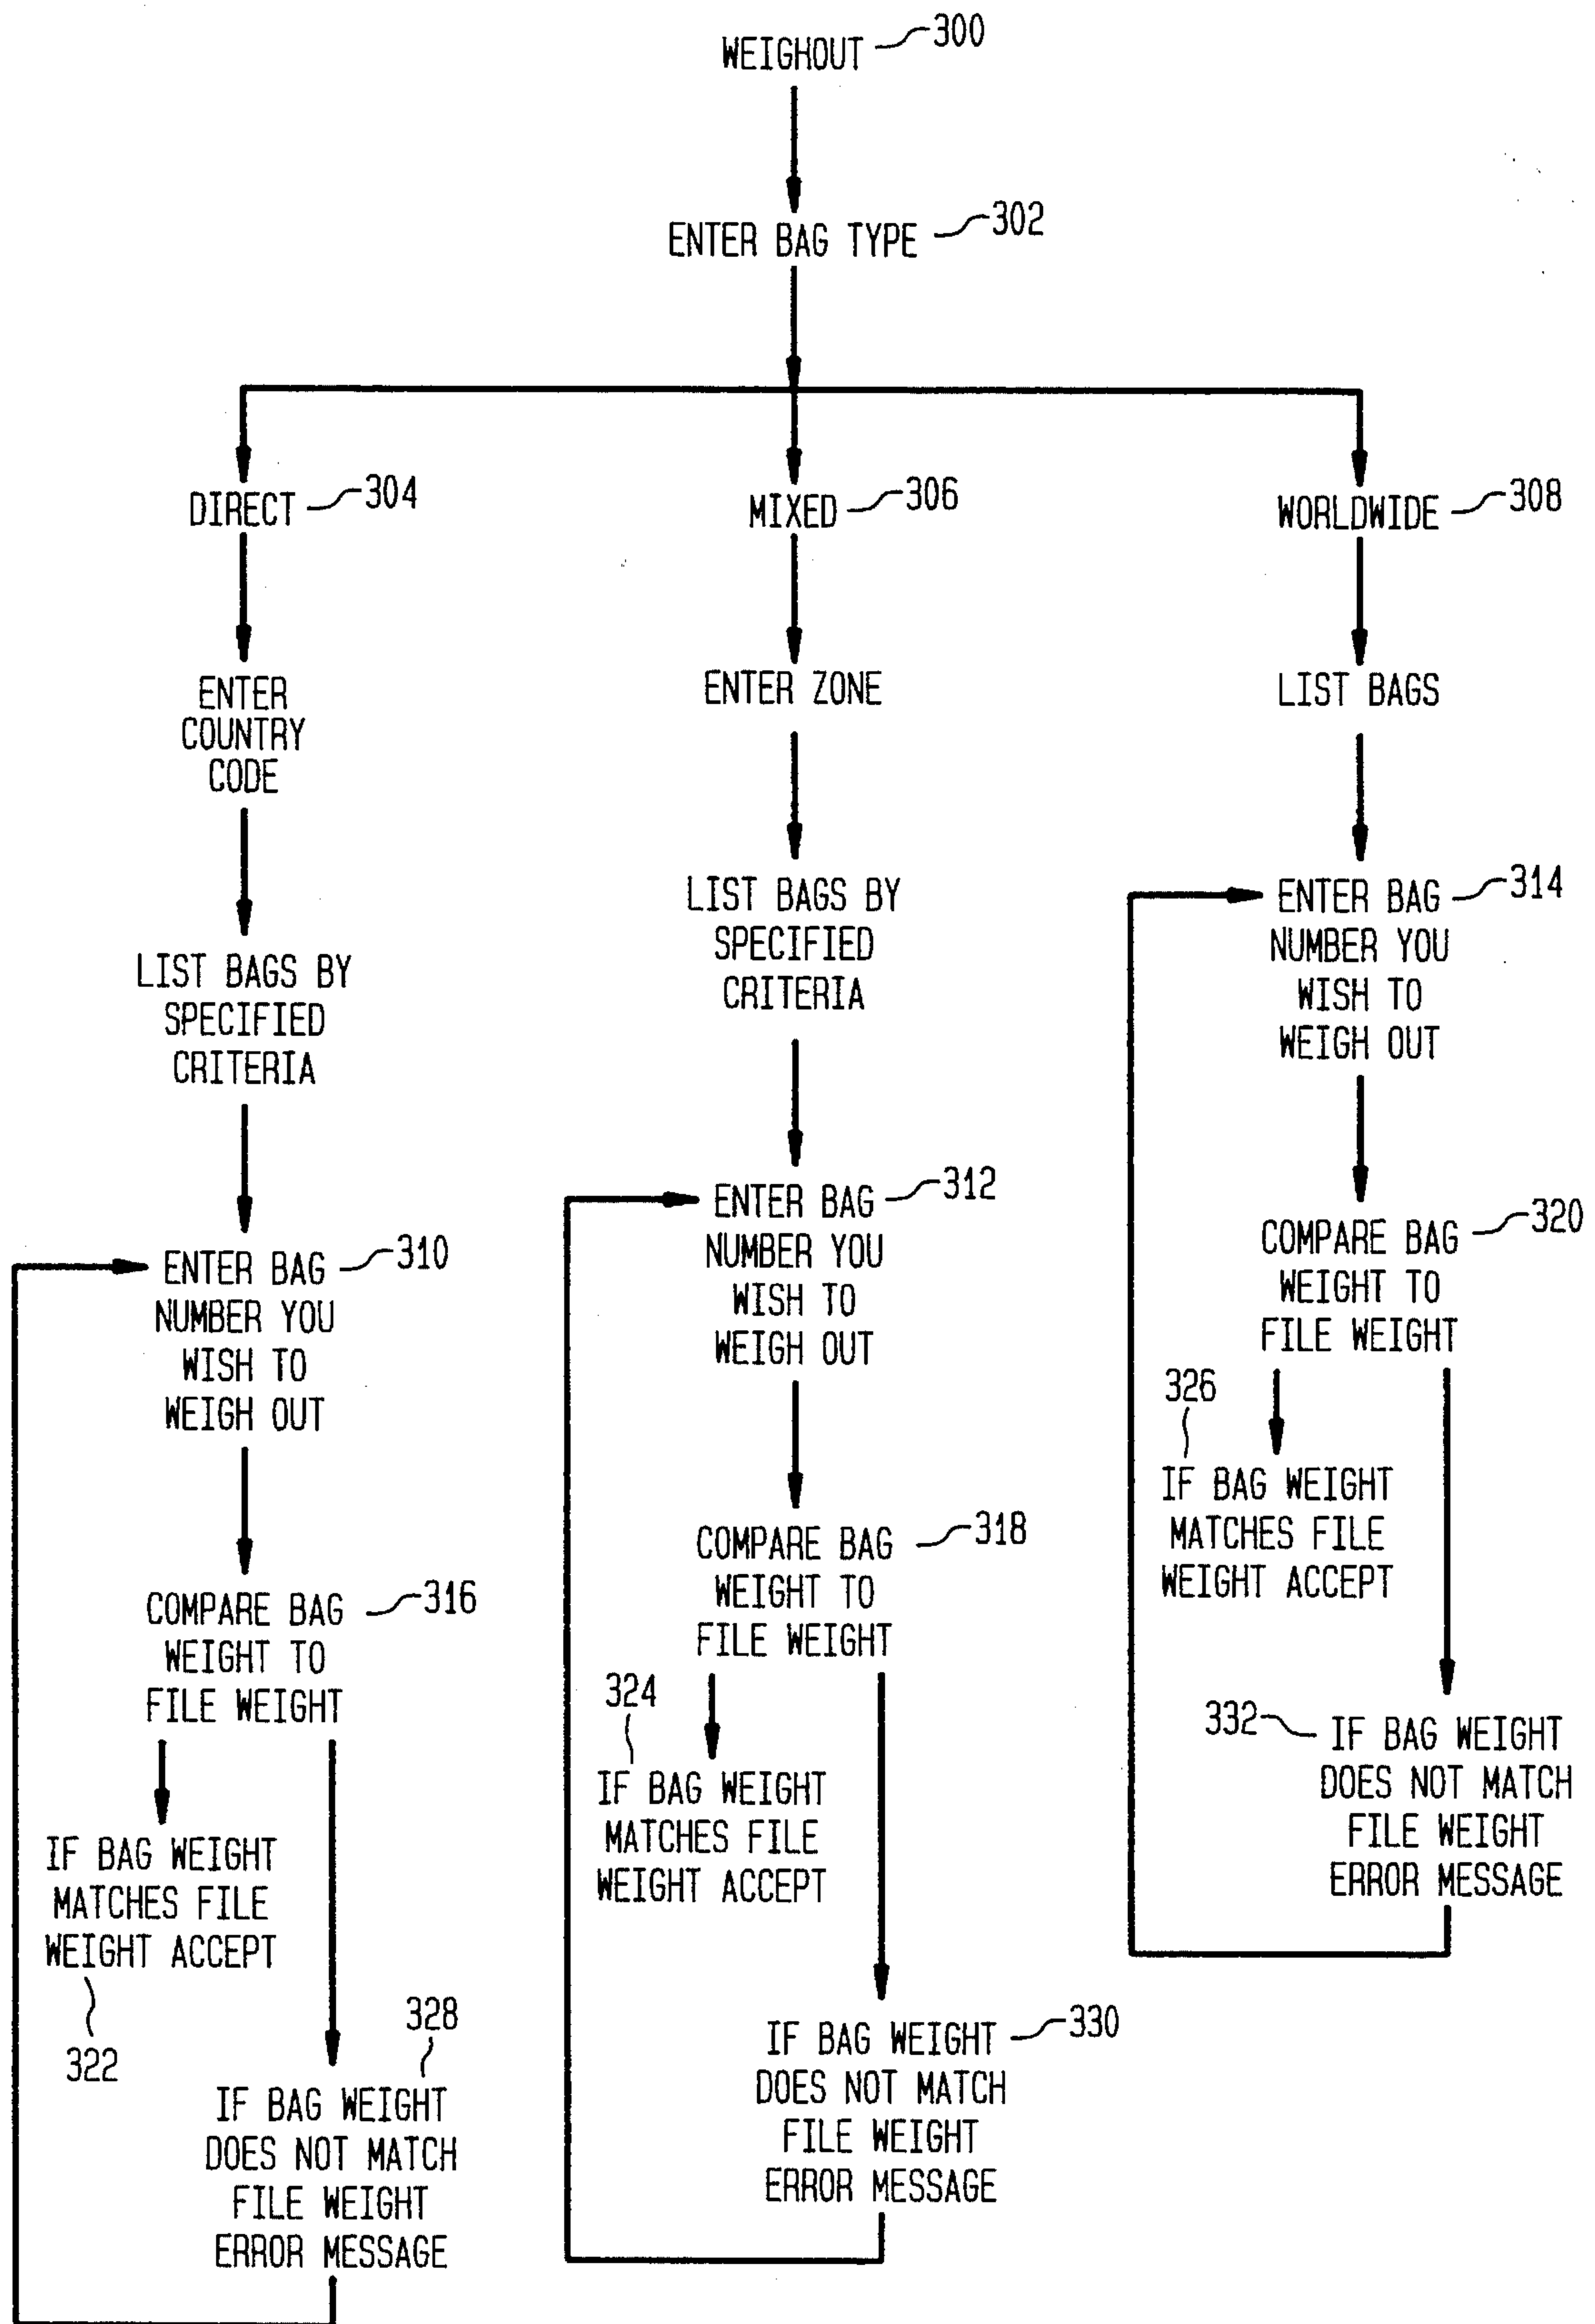 WEIGHOUT 300
ENTER BAG TYPE 302
DIRECT 304
MIXED 306
WORLDWIDE 308
ENTER
COUNTRY
CODE
LIST BAGS BY
SPECIFIED
CRITERIA
ENTER BAG 310
NUMBER YOU
WISH TO
WEIGH OUT
COMPARE BAG 316
WEIGHT TO
FILE WEIGHT
IF BAG WEIGHT
MATCHES FILE
WEIGHT ACCEPT
322
328
IF BAG WEIGHT
DOES NOT MATCH
FILE WEIGHT
ERROR MESSAGE
ENTER ZONE
LIST BAGS BY
SPECIFIED
CRITERIA
ENTER BAG 312
NUMBER YOU
WISH TO
WEIGH OUT
COMPARE BAG 318
WEIGHT TO
FILE WEIGHT
324
IF BAG WEIGHT
MATCHES FILE
WEIGHT ACCEPT
IF BAG WEIGHT 330
DOES NOT MATCH
FILE WEIGHT
ERROR MESSAGE
LIST BAGS
ENTER BAG 314
NUMBER YOU
WISH TO
WEIGH OUT
COMPARE BAG 320
WEIGHT TO
FILE WEIGHT
326
IF BAG WEIGHT
MATCHES FILE
WEIGHT ACCEPT
332 IF BAG WEIGHT
DOES NOT MATCH
FILE WEIGHT
ERROR MESSAGE